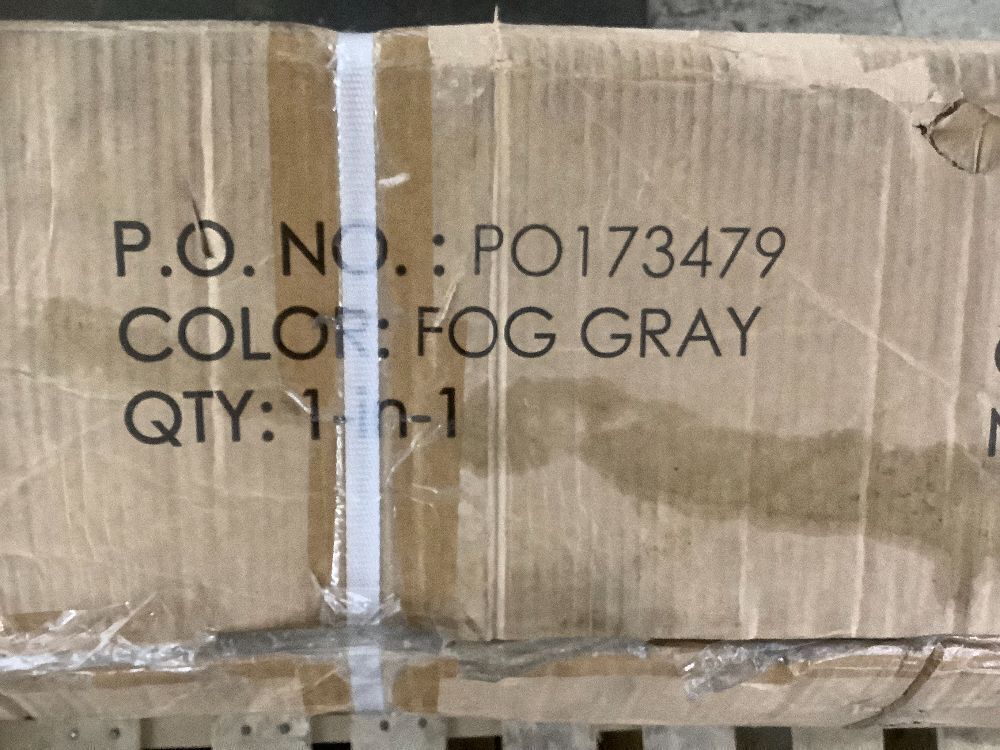 P.O. NO. : PO173479
COLOR: FOG GRAY
QTY: 1-in-1